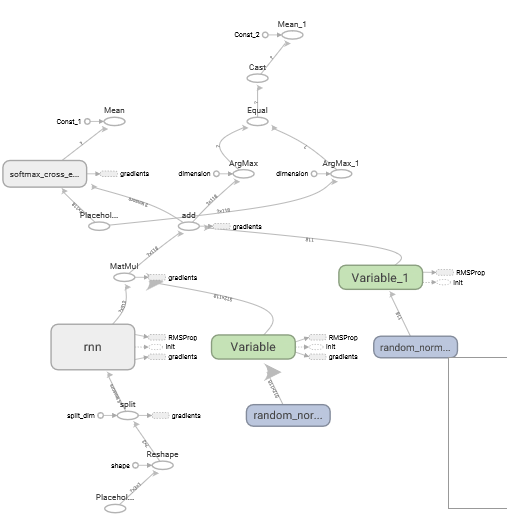 Mean_1
Const_2
Cast
Equal
Mean
Const_1
ArgMax
ArgMax_1
dimension
dimension
softmax_cross_e...
gradients
Placehol...
add
gradients
MatMul
gradients
Variable_1
RMSProp
init
rnn
RMSProp
init
gradients
Variable
RMSProp
init
gradients
random_norm...
split
split_dim
gradients
random_nor...
Reshape
shape
Placehol...